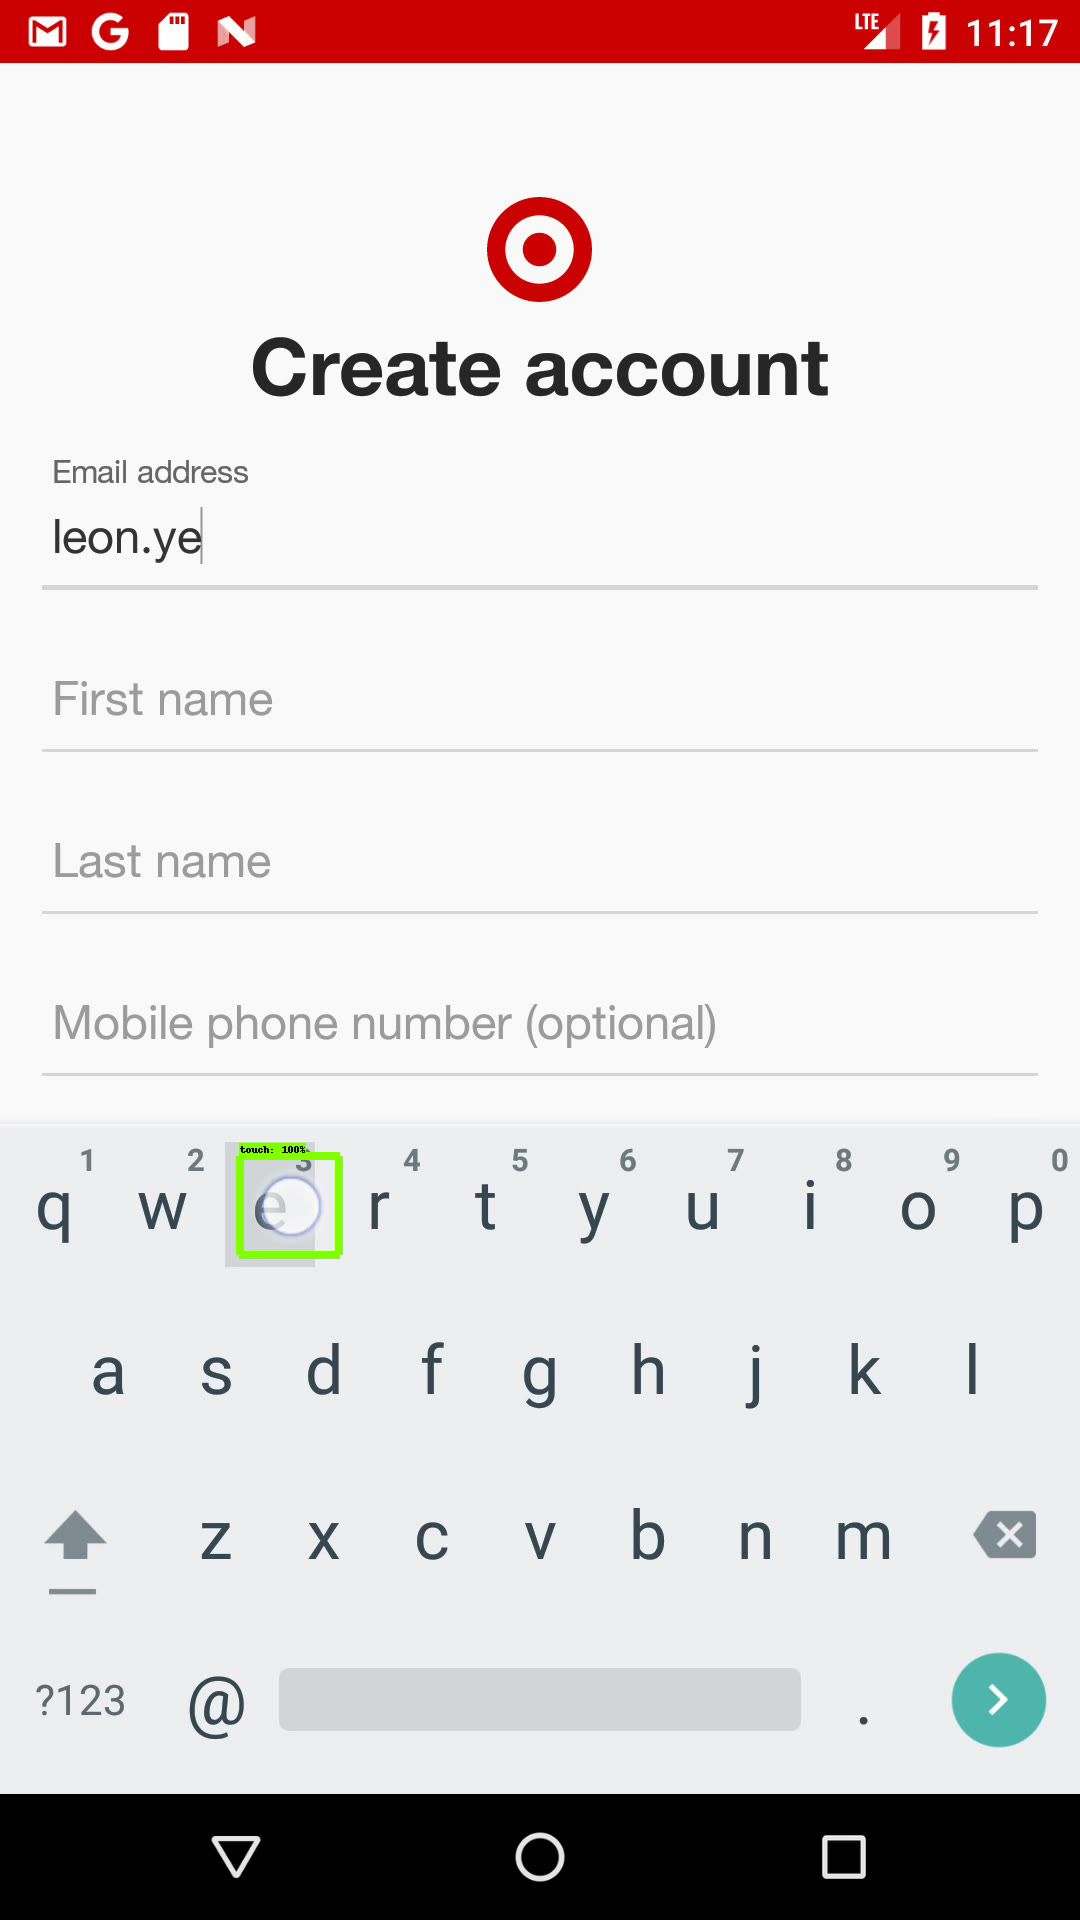 LTE 11:17
Create account
Email address
leon.ye
First name
Last name
Mobile phone number (optional)
1 2 3 4 5 6 7 8 9 0
touch: 100%
q w e r t y u i o p
a s d f g h j k l
z x c v b n m
?123 @ .